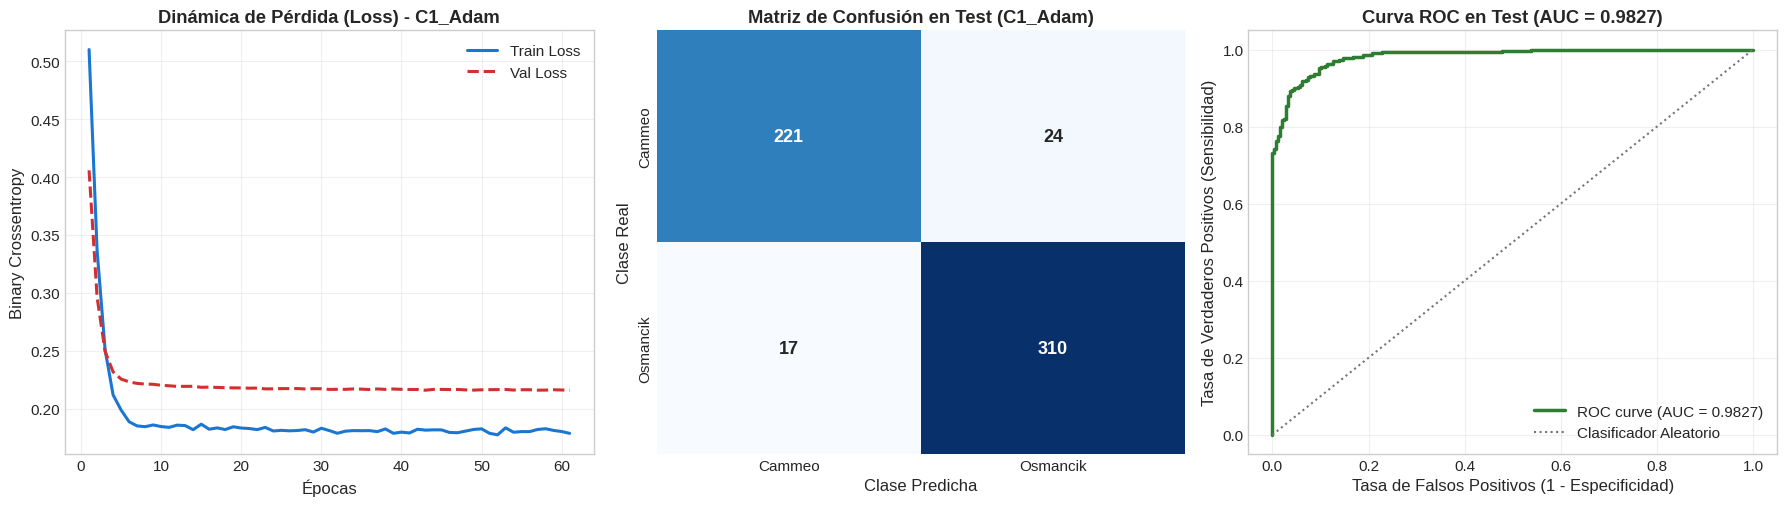 Dinámica de Pérdida (Loss) - C1_Adam
Binary Crossentropy
0.50
0.45
0.40
0.35
0.30
0.25
0.20
Train Loss
Val Loss
0
10
20
30
40
50
60
Épocas
Matriz de Confusión en Test (C1_Adam)
Clase Real
Cammeo
Osmancik
221
24
17
310
Cammeo
Osmancik
Clase Predicha
Curva ROC en Test (AUC = 0.9827)
Tasa de Verdaderos Positivos (Sensibilidad)
1.0
0.8
0.6
0.4
0.2
0.0
ROC curve (AUC = 0.9827)
Clasificador Aleatorio
0.0
0.2
0.4
0.6
0.8
1.0
Tasa de Falsos Positivos (1 - Especificidad)